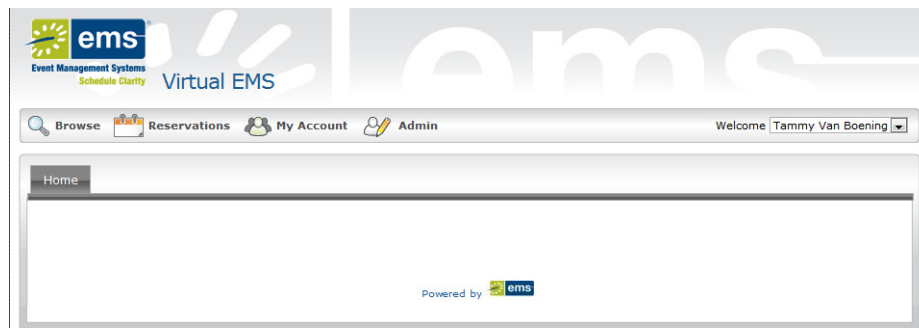 ems
Event Management Systems
Schedule Clarity
Virtual EMS
ems
Browse Reservations My Account Admin Welcome Tammy Van Boening
Home
Powered by ems